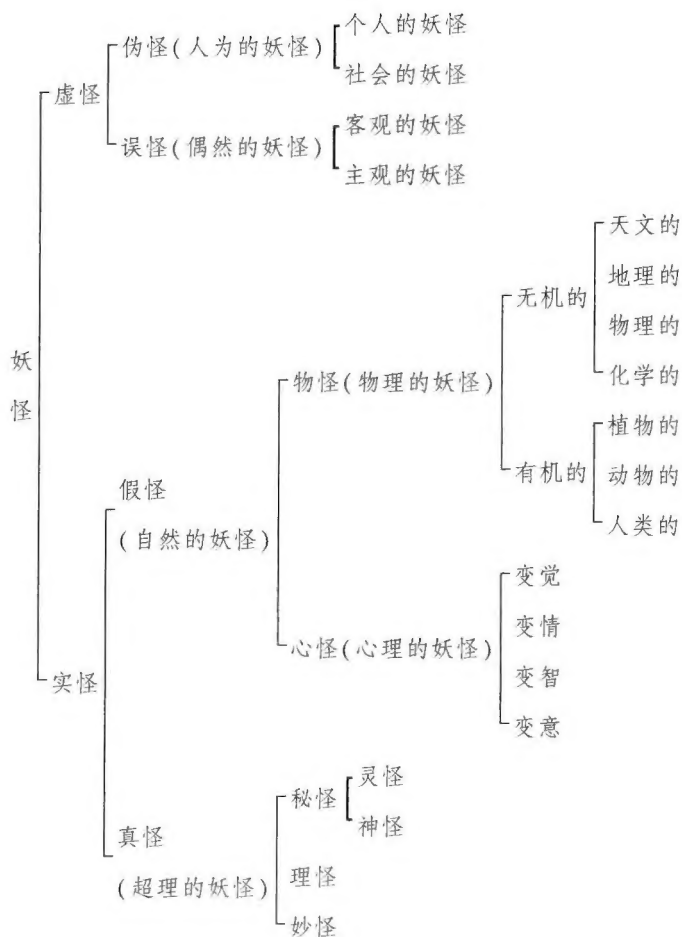 妖怪
虚怪
伪怪(人为的妖怪)
个人的妖怪
社会的妖怪
误怪(偶然的妖怪)
客观的妖怪
主观的妖怪
实怪
假怪
(自然的妖怪)
物怪(物理的妖怪)
无机的
天文的
地理的
物理的
化学的
有机的
植物的
动物的
人类的
心怪(心理的妖怪)
变觉
变情
变智
变意
真怪
(超理的妖怪)
秘怪
灵怪
神怪
理怪
妙怪